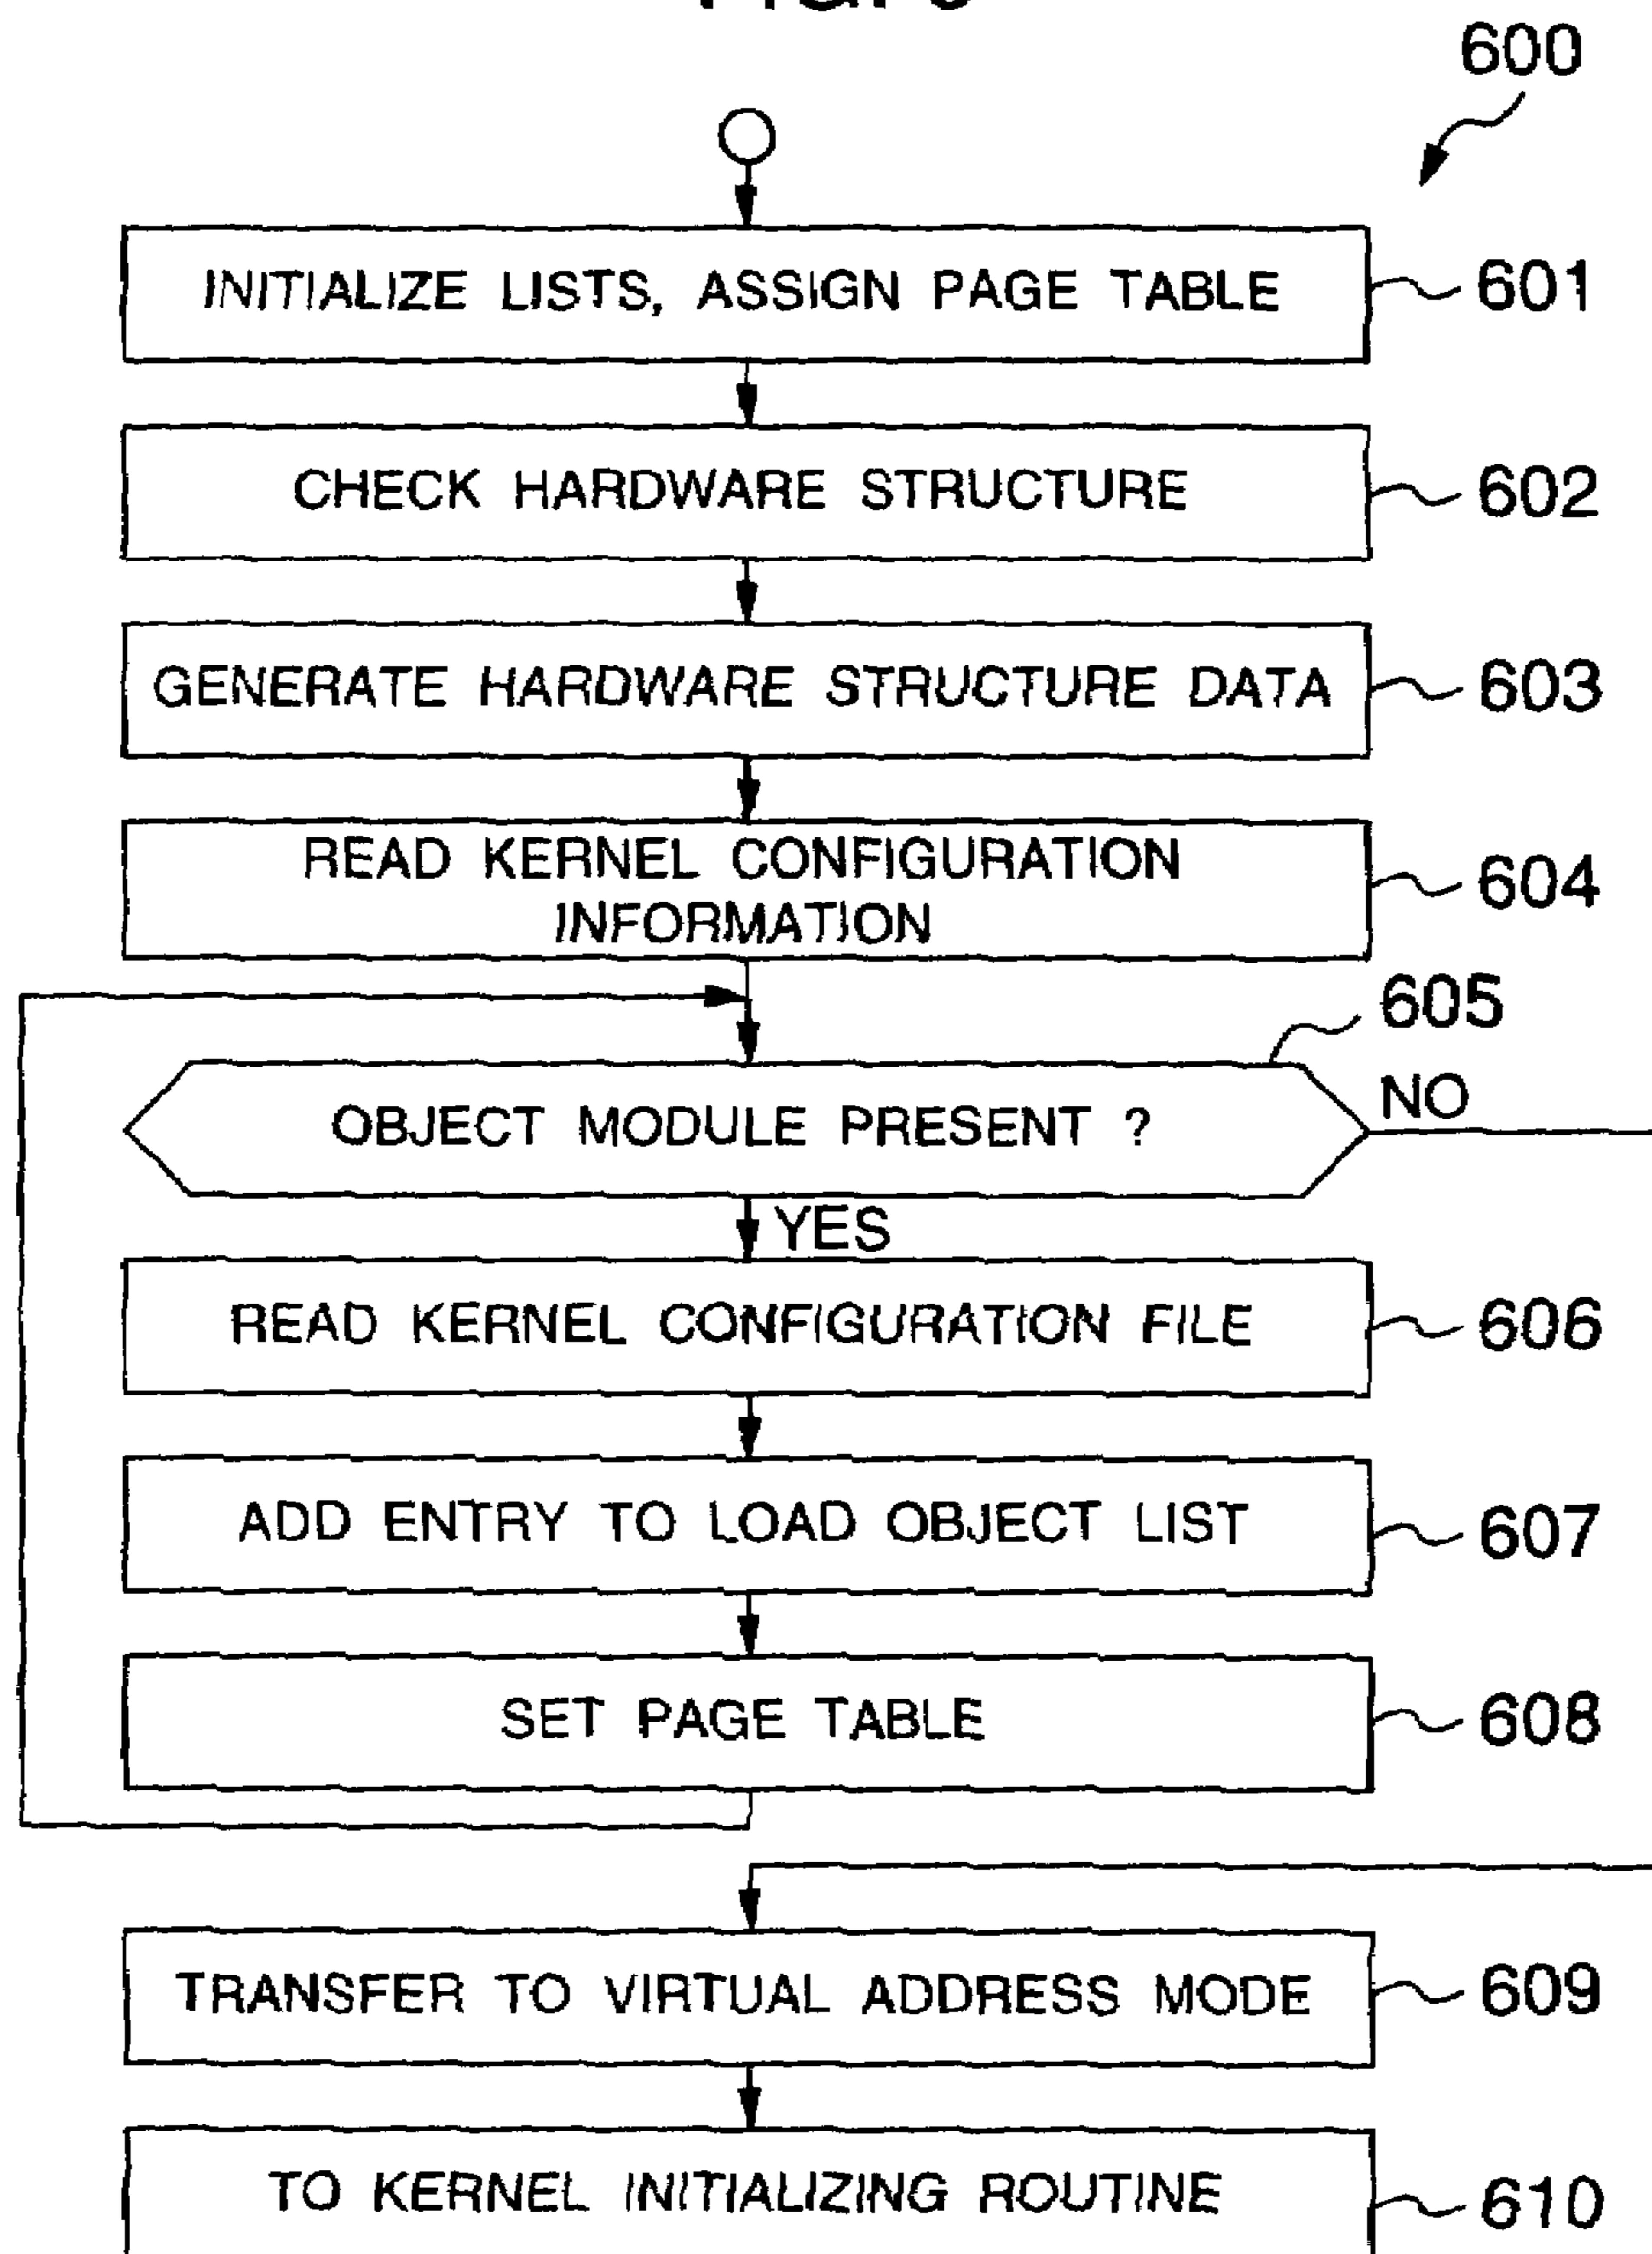 600
INITIALIZE LISTS, ASSIGN PAGE TABLE
601
CHECK HARDWARE STRUCTURE
602
GENERATE HARDWARE STRUCTURE DATA
603
READ KERNEL CONFIGURATION
INFORMATION
604
605
OBJECT MODULE PRESENT ?
NO
YES
READ KERNEL CONFIGURATION FILE
606
ADD ENTRY TO LOAD OBJECT LIST
607
SET PAGE TABLE
608
TRANSFER TO VIRTUAL ADDRESS MODE
609
TO KERNEL INITIALIZING ROUTINE
610